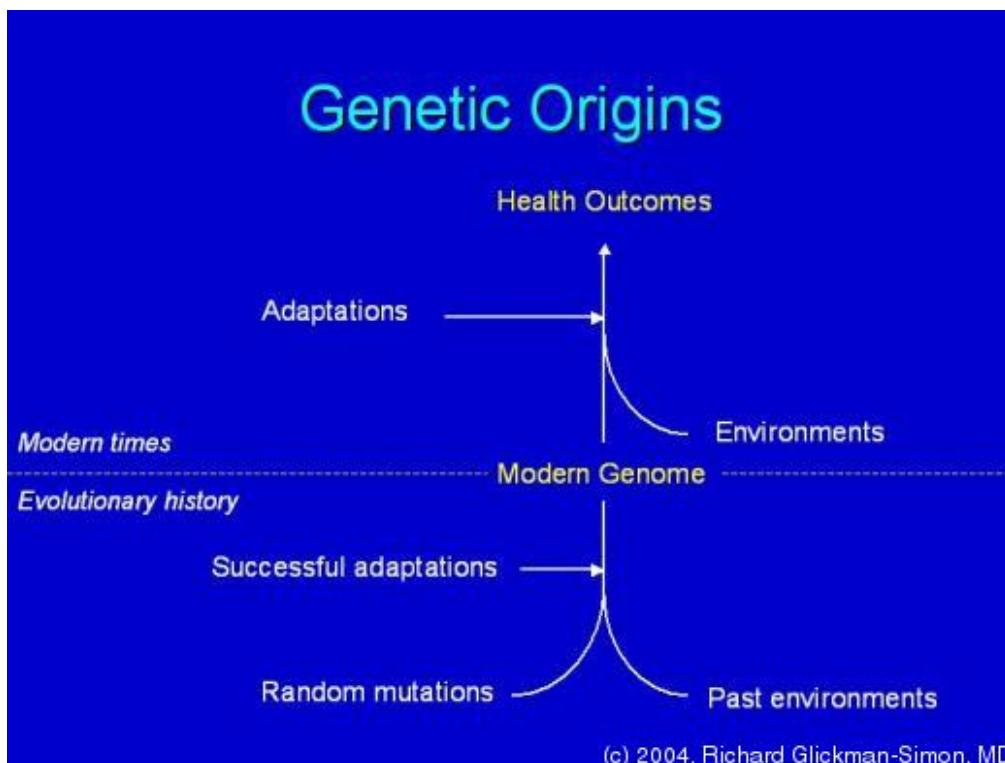 Genetic Origins
Health Outcomes
Adaptations
Environments
Modern times
Modern Genome
Evolutionary history
Successful adaptations
Random mutations
Past environments
(c) 2004, Richard Glickman-Simon, MD